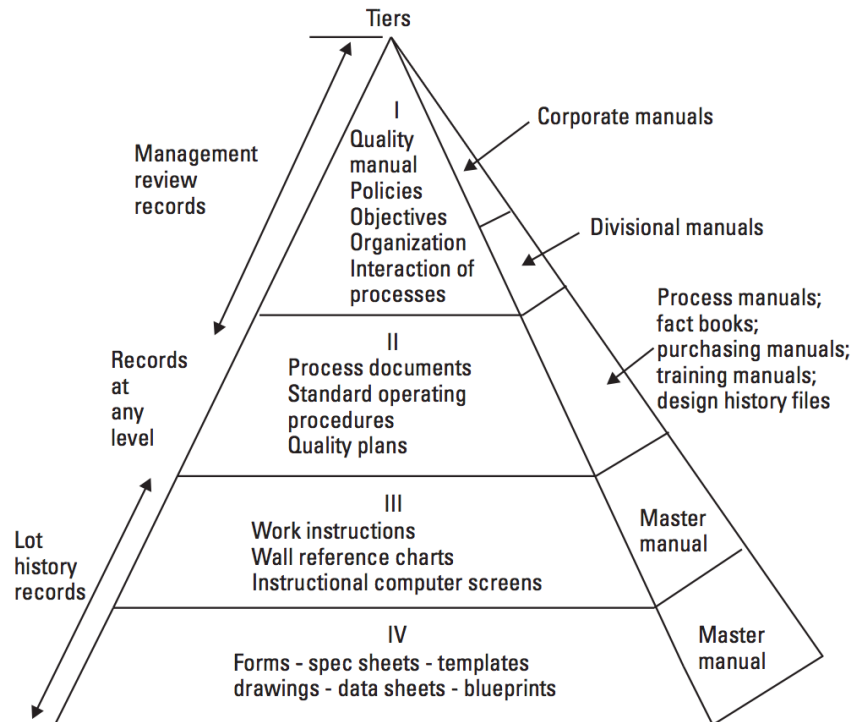 Tiers
I
Quality
manual
Policies
Objectives
Organization
Interaction of
processes
Corporate manuals
Management
review
records
Divisional manuals
Process manuals;
fact books;
purchasing manuals;
training manuals;
design history files
II
Process documents
Standard operating
procedures
Quality plans
Records
at
any
level
III
Work instructions
Wall reference charts
Instructional computer screens
Master
manual
Lot
history
records
IV
Forms - spec sheets - templates
drawings - data sheets - blueprints
Master
manual